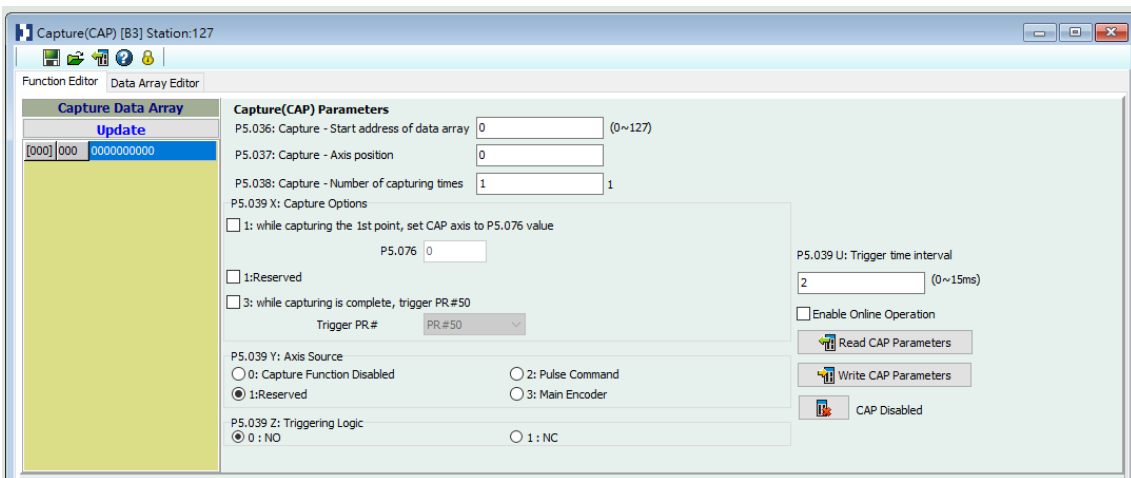 Capture(CAP) [B3] Station:127
Function Editor Data Array Editor
Capture Data Array
Update
[000] 000 0000000000
Capture(CAP) Parameters
P5.036: Capture - Start address of data array 0 (0~127)
P5.037: Capture - Axis position 0
P5.038: Capture - Number of capturing times 1 1
P5.039 X: Capture Options
1: while capturing the 1st point, set CAP axis to P5.076 value
P5.076 0
1:Reserved
3: while capturing is complete, trigger PR#50
Trigger PR# PR#50
P5.039 Y: Axis Source
0: Capture Function Disabled 2: Pulse Command
1:Reserved 3: Main Encoder
P5.039 Z: Triggering Logic
0 : NO 1 : NC
P5.039 U: Trigger time interval
2 (0~15ms)
Enable Online Operation
Read CAP Parameters
Write CAP Parameters
CAP Disabled